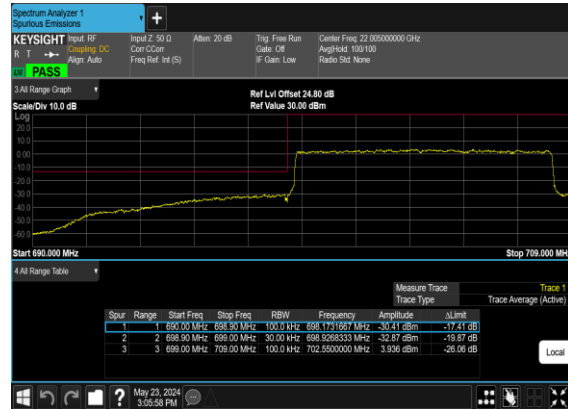 Spectrum Analyzer 1
Spurious Emissions
KEYSIGHT Input: RF Input Z: 50 Ω Atten: 20 dB Trig: Free Run Center Freq: 22.005000000 GHz
R T Coupling: DC Corr CCorr Gate: Off Avg|Hold: 100/100
Align: Auto Freq Ref: Int (S) IF Gain: Low Radio Std: None
LW PASS
3 All Range Graph
Ref Lvl Offset 24.80 dB
Scale/Div 10.0 dB Ref Value 30.00 dBm
Log
20.0
10.0
0.00
-10.0
-20.0
-30.0
-40.0
-50.0
-60.0
Start 690.000 MHz Stop 709.000 MH
4 All Range Table
Measure Trace Trace 1
Trace Type Trace Average (Active)
Spur Range Start Freq Stop Freq RBW Frequency Amplitude ΔLimit
1 1 690.00 MHz 698.90 MHz 100.0 kHz 698.1731667 MHz -30.41 dBm -17.41 dB
2 2 698.90 MHz 699.00 MHz 30.00 kHz 698.9268333 MHz -32.87 dBm -19.87 dB
3 3 699.00 MHz 709.00 MHz 100.0 kHz 702.5500000 MHz 3.936 dBm -26.06 dB
Local
? May 23, 2024
3:05:58 PM